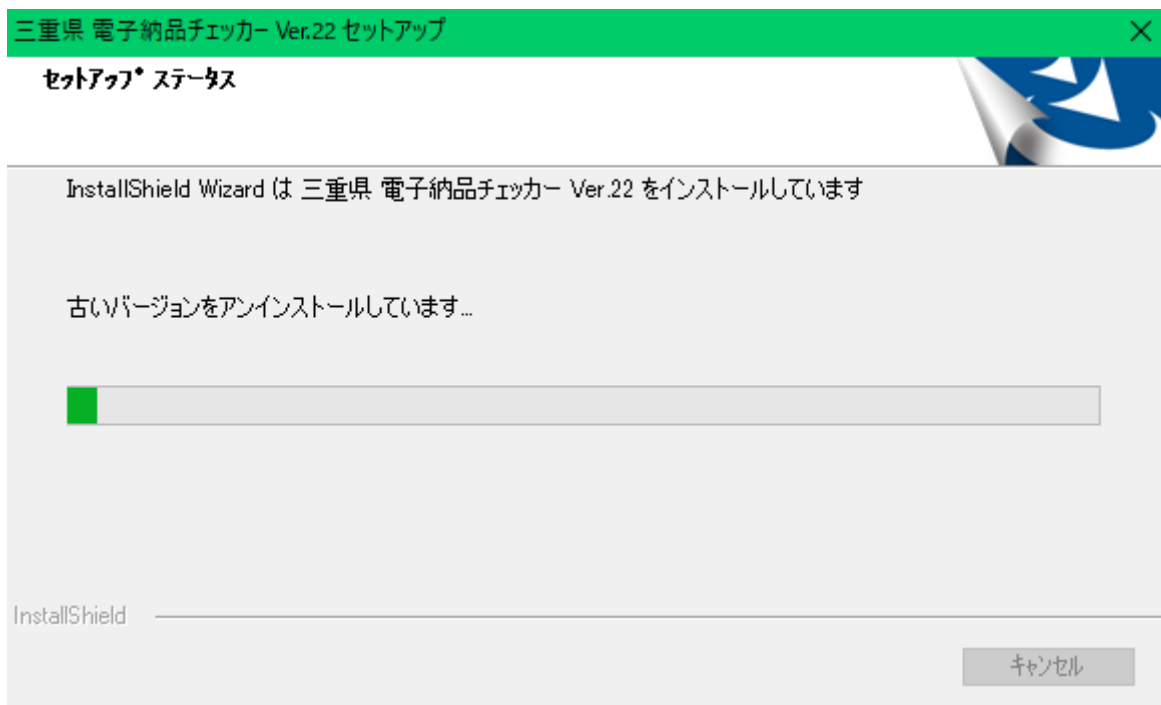 三重県 電子納品チェッカー Ver.22 セットアップ
セットアップ ステータス
InstallShield Wizard は 三重県 電子納品チェッカー Ver.22 をインストールしています
古いバージョンをアンインストールしています...
InstallShield
キャンセル